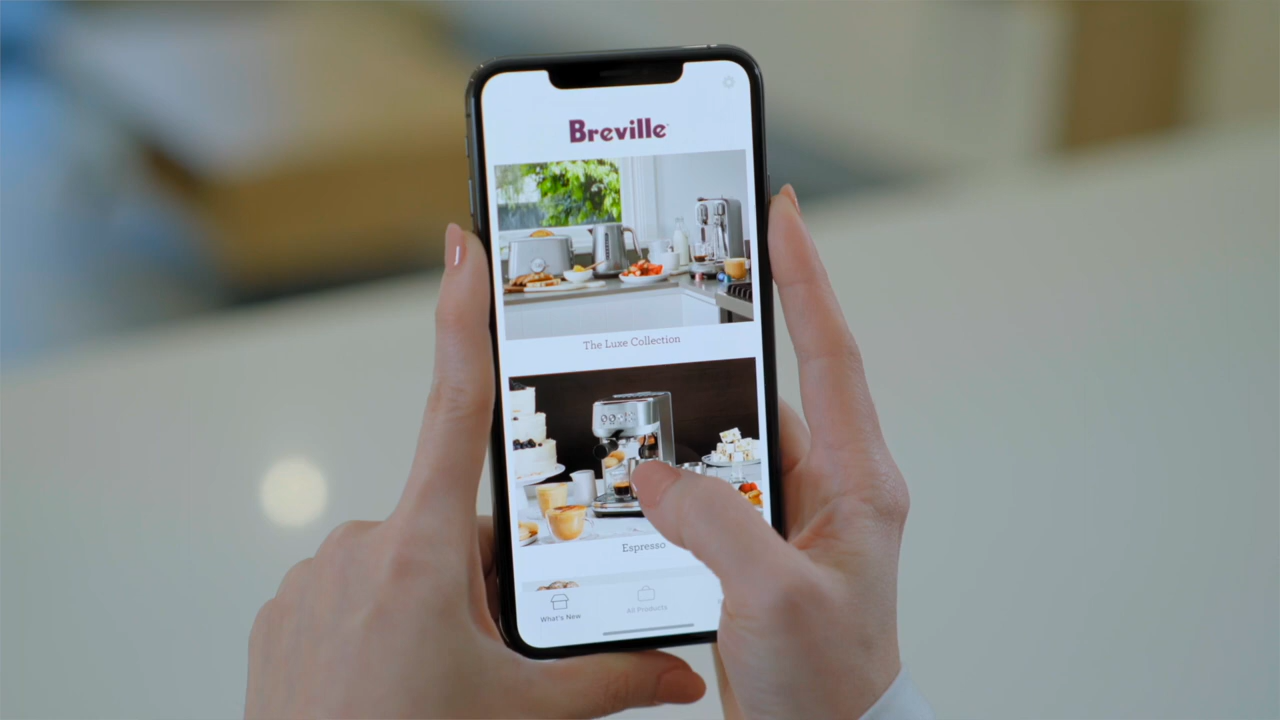 Breville
The Luxe Collection
Espresso
What's New
All Products